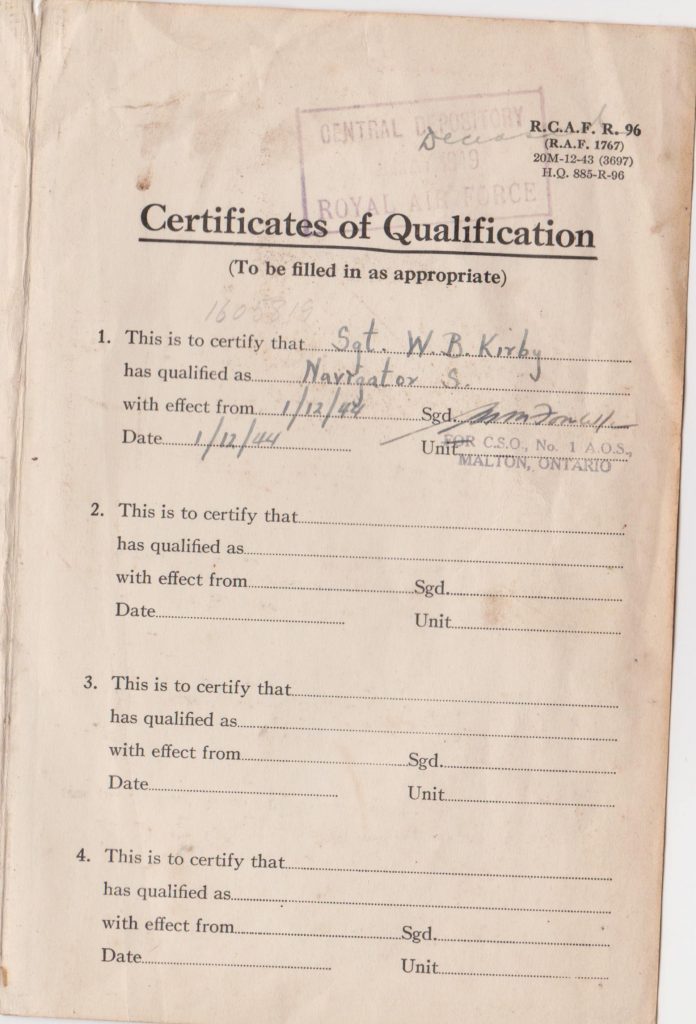 CENTRAL DEPOSITORY
Deceased
ROYAL AIR FORCE
R.C.A.F. R. 96
(R.A.F. 1767)
20M-12-43 (3697)
H.Q. 885-R-96
Certificates of Qualification
(To be filled in as appropriate)
1. This is to certify that Sgt. W. B. Kirby
has qualified as Navigator S.
with effect from 1/12/44 Sgd.
Date 1/12/44 Unit FOR C.S.O., No. 1 A.O.S.,
MALTON, ONTARIO
2. This is to certify that
has qualified as
with effect from Sgd.
Date Unit
3. This is to certify that
has qualified as
with effect from Sgd.
Date Unit
4. This is to certify that
has qualified as
with effect from Sgd.
Date Unit